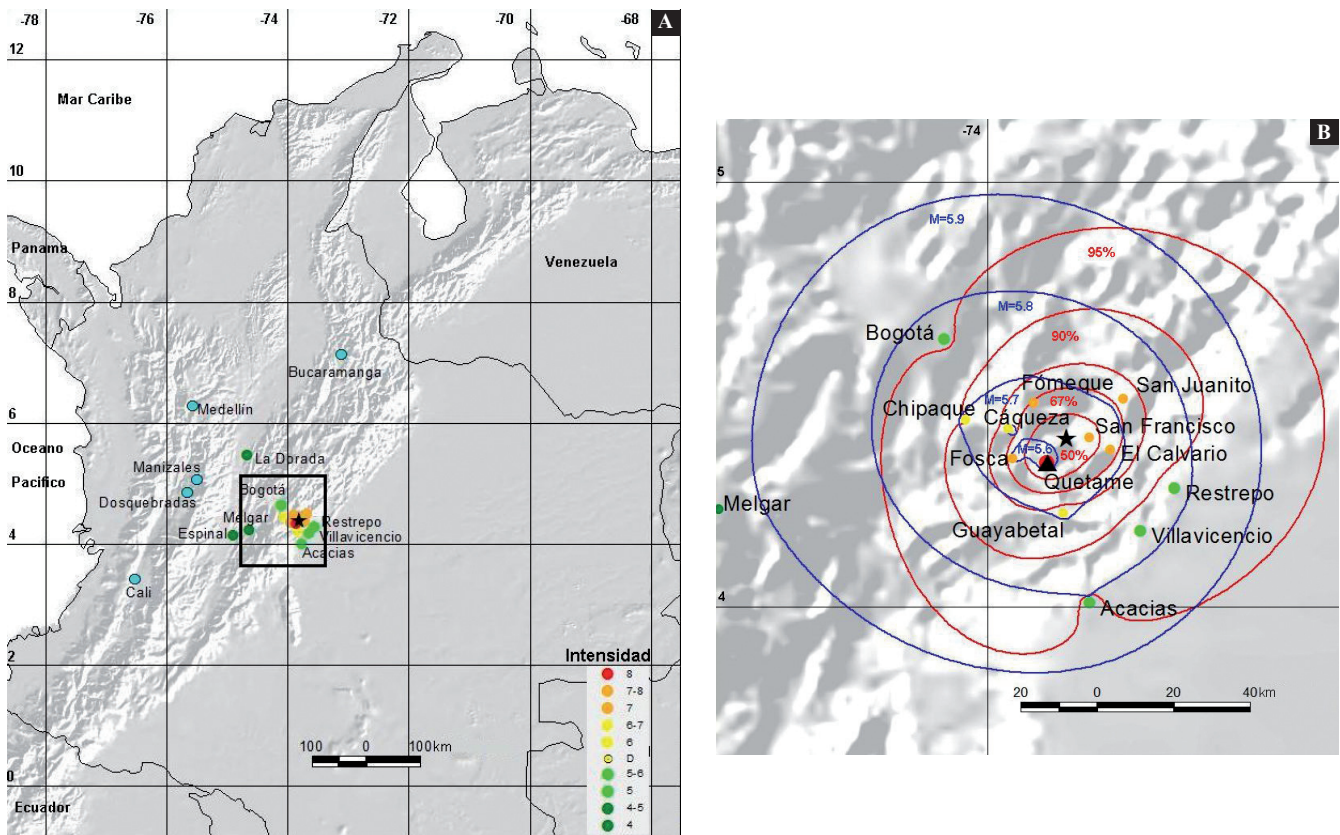 -78
-76
-74
-72
-70
-68
A
12
Mar Caribe
10
Panama
Venezuela
8
Bucaramanga
Medellín
6
Oceano
Pacifico
La Dorada
Manizales
Dosquebradas
Bogotá
Melgar
Restrepo
Espinal
Villavicencio
4
Acacias
Cali
2
Intensidad
8
7-8
7
6-7
6
D
5-6
5
4-5
4
100 0 100km
0
Ecuador
B
-74
5
M=5.9
95%
M=5.8
Bogotá
90%
Fómeque
San Juanito
M=5.7
67%
Chipaque
Cáqueza
San Francisco
M=5.6
50%
Fosca
El Calvario
Quetame
Restrepo
Melgar
Guayabetal
Villavicencio
4
Acacias
20 0 20 40km